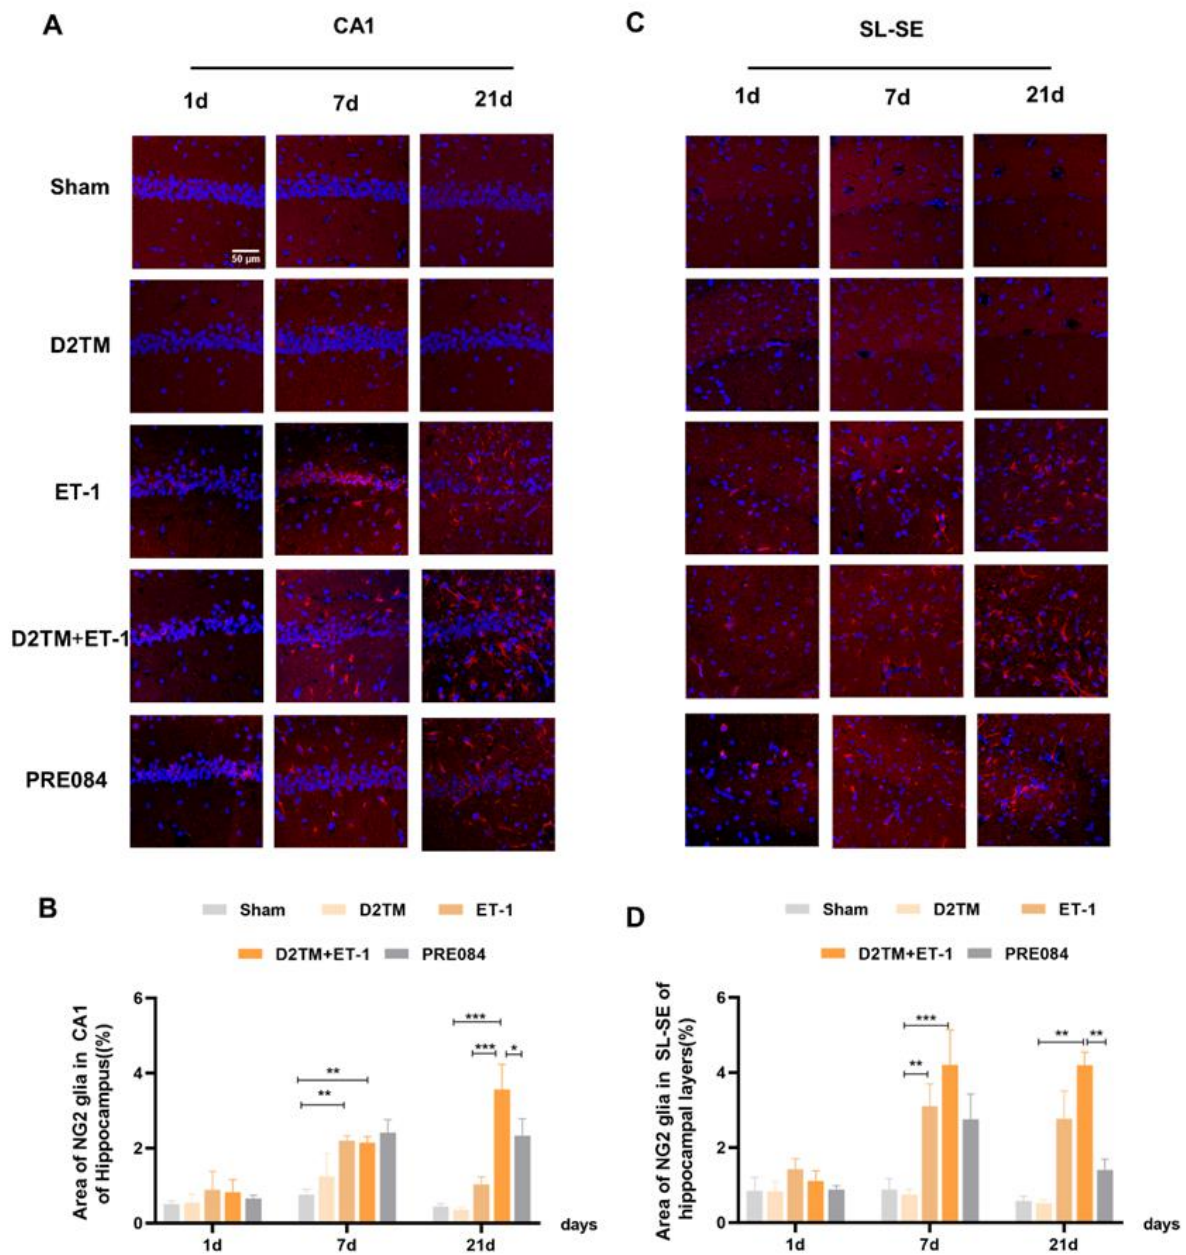 A
CA1
1d 7d 21d
Sham
50 μm
D2TM
ET-1
D2TM+ET-1
PRE084
C
SL-SE
1d 7d 21d
B
Sham D2TM ET-1
D2TM+ET-1 PRE084
Area of NG2 glia in CA1
of Hippocampus((%)
6
4
2
0
** **
*** *** *
1d 7d 21d days
D
Sham D2TM ET-1
D2TM+ET-1 PRE084
Area of NG2 glia in SL-SE of
hippocampal layers(%)
6
4
2
0
*** **
** **
1d 7d 21d days